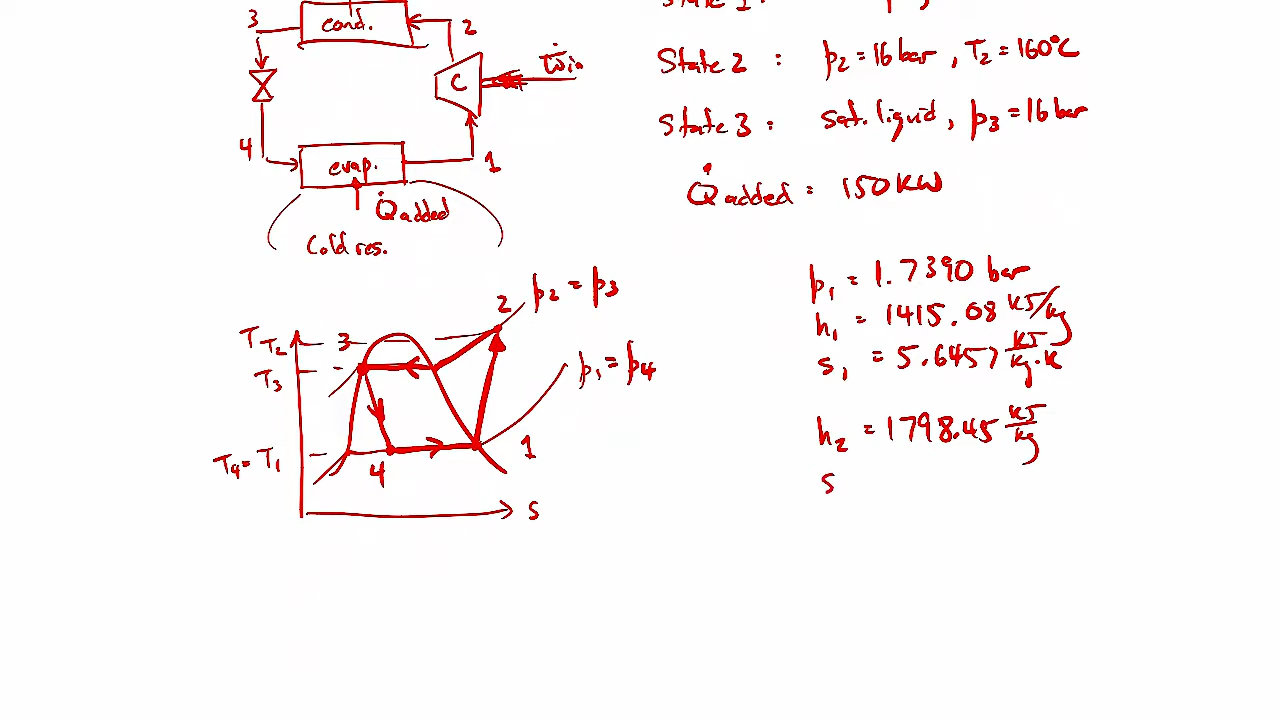 State 1 :
3 cond. 2
State 2 : p₂ = 16 bar , T₂ = 160°C
C Ẇin
State 3 : sat. liquid, p₃ = 16 bar
4 evap. 1
Q̇ added = 150 kW
Q̇ added
Cold res.
p₁ = 1.7390 bar
2 p₂ = p₃
h₁ = 1415.08 kJ/kg
T T₂ 3
s₁ = 5.6457 kJ/kg·K
T₃ p₁ = p₄
h₂ = 1798.45 kJ/kg
T₄ = T₁ 4 1
s
s